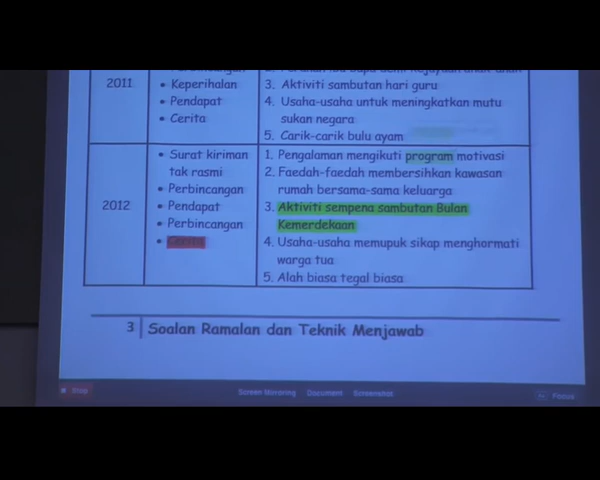 2011
• Keperihalan
• Pendapat
• Cerita
3. Aktiviti sambutan hari guru
4. Usaha-usaha untuk meningkatkan mutu
sukan negara
5. Carik-carik bulu ayam
2012
• Surat kiriman
tak rasmi
• Perbincangan
• Pendapat
• Perbincangan
• Cerita
1. Pengalaman mengikuti program motivasi
2. Faedah-faedah membersihkan kawasan
rumah bersama-sama keluarga
3. Aktiviti sempena sambutan Bulan
Kemerdekaan
4. Usaha-usaha memupuk sikap menghormati
warga tua
5. Alah biasa tegal biasa
3 Soalan Ramalan dan Teknik Menjawab
Stop
Screen Mirroring Document Screenshot
Focus